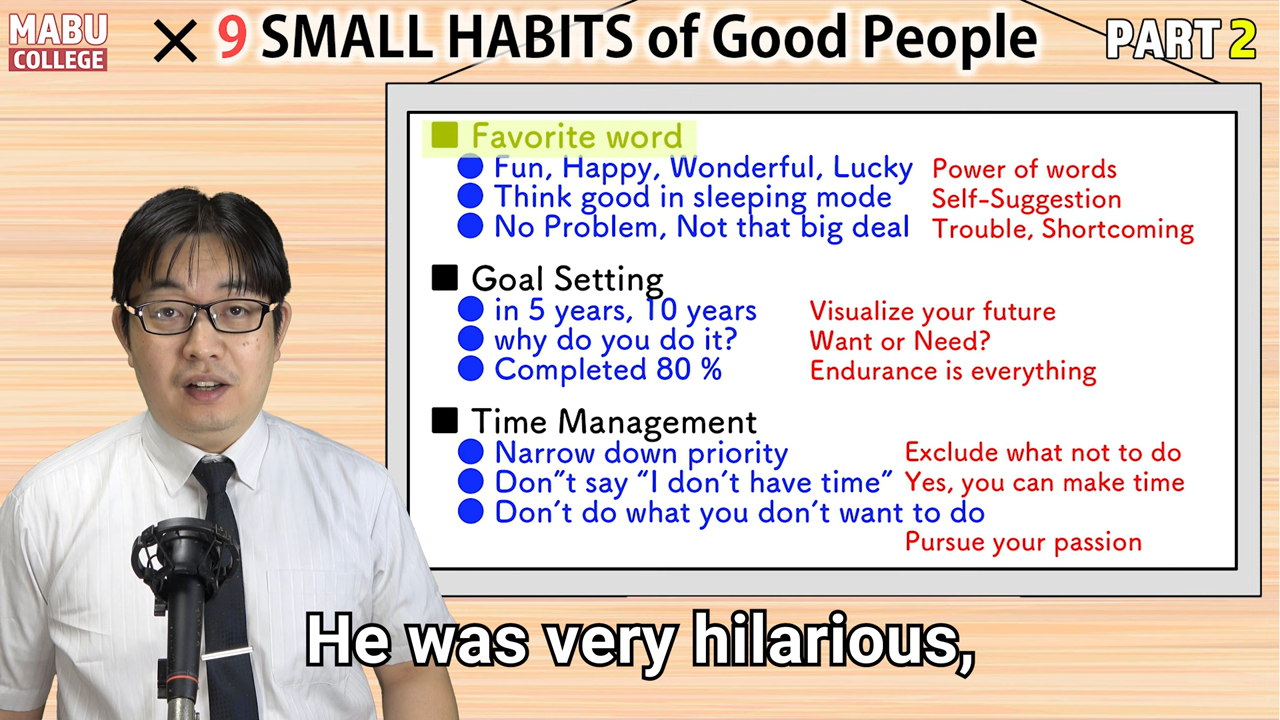 MABU
COLLEGE
× 9 SMALL HABITS of Good People
PART 2
■ Favorite word
● Fun, Happy, Wonderful, Lucky Power of words
● Think good in sleeping mode Self-Suggestion
● No Problem, Not that big deal Trouble, Shortcoming
■ Goal Setting
● in 5 years, 10 years Visualize your future
● why do you do it? Want or Need?
● Completed 80 % Endurance is everything
■ Time Management
● Narrow down priority Exclude what not to do
● Don”t say “I don’t have time” Yes, you can make time
● Don’t do what you don’t want to do
Pursue your passion
He was very hilarious,